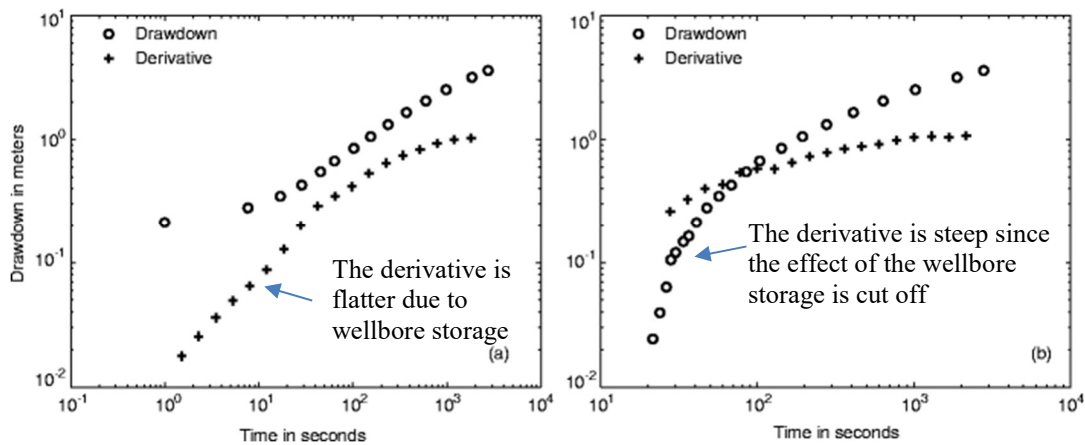 10^1
10^0
10^-1
10^-2
Drawdown in meters
Drawdown
Derivative
The derivative is
flatter due to
wellbore storage
(a)
10^-1
10^0
10^1
10^2
10^3
10^4
Time in seconds
10^1
10^0
10^-1
10^-2
Drawdown
Derivative
The derivative is steep since
the effect of the wellbore
storage is cut off
(b)
10^1
10^2
10^3
10^4
Time in seconds